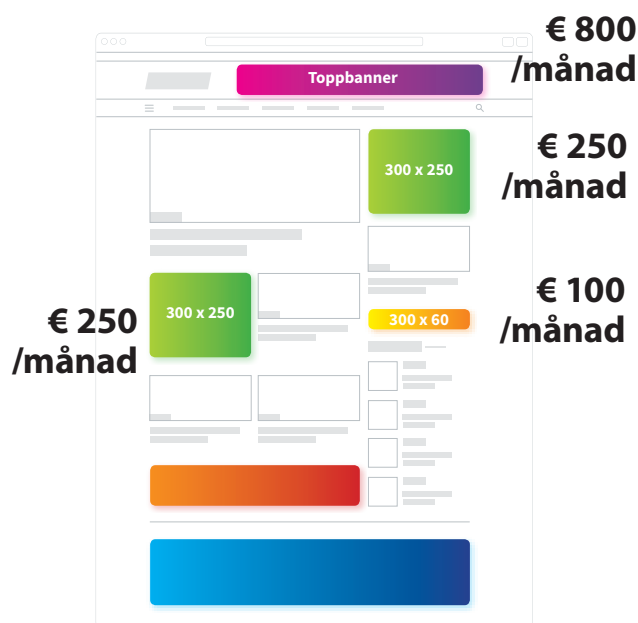 € 800
/månad
Toppbanner
€ 250
/månad
300 x 250
€ 100
/månad
300 x 250
300 x 60
€ 250
/månad